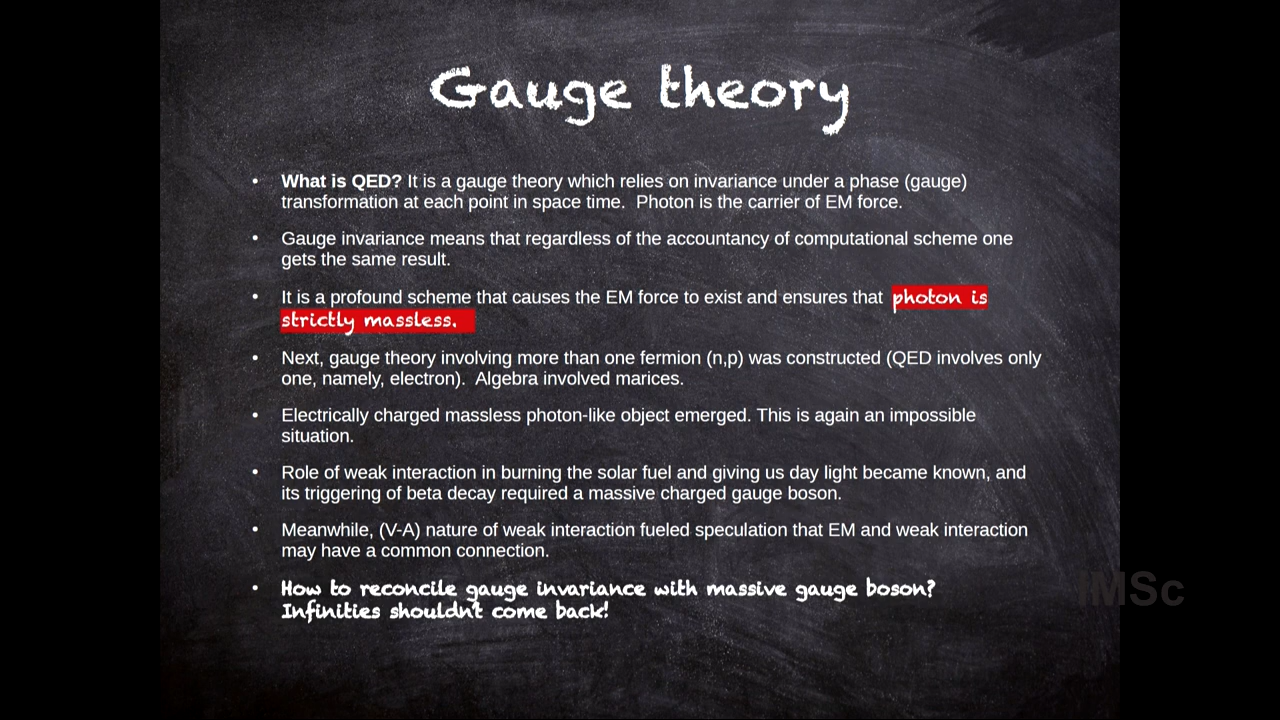 Gauge theory
• What is QED? It is a gauge theory which relies on invariance under a phase (gauge)
transformation at each point in space time.  Photon is the carrier of EM force.
• Gauge invariance means that regardless of the accountancy of computational scheme one
gets the same result.
• It is a profound scheme that causes the EM force to exist and ensures that photon is
strictly massless.
• Next, gauge theory involving more than one fermion (n,p) was constructed (QED involves only
one, namely, electron).  Algebra involved marices.
• Electrically charged massless photon-like object emerged. This is again an impossible
situation.
• Role of weak interaction in burning the solar fuel and giving us day light became known, and
its triggering of beta decay required a massive charged gauge boson.
• Meanwhile, (V-A) nature of weak interaction fueled speculation that EM and weak interaction
may have a common connection.
• How to reconcile gauge invariance with massive gauge boson?
Infinities shouldn't come back!
IMSc